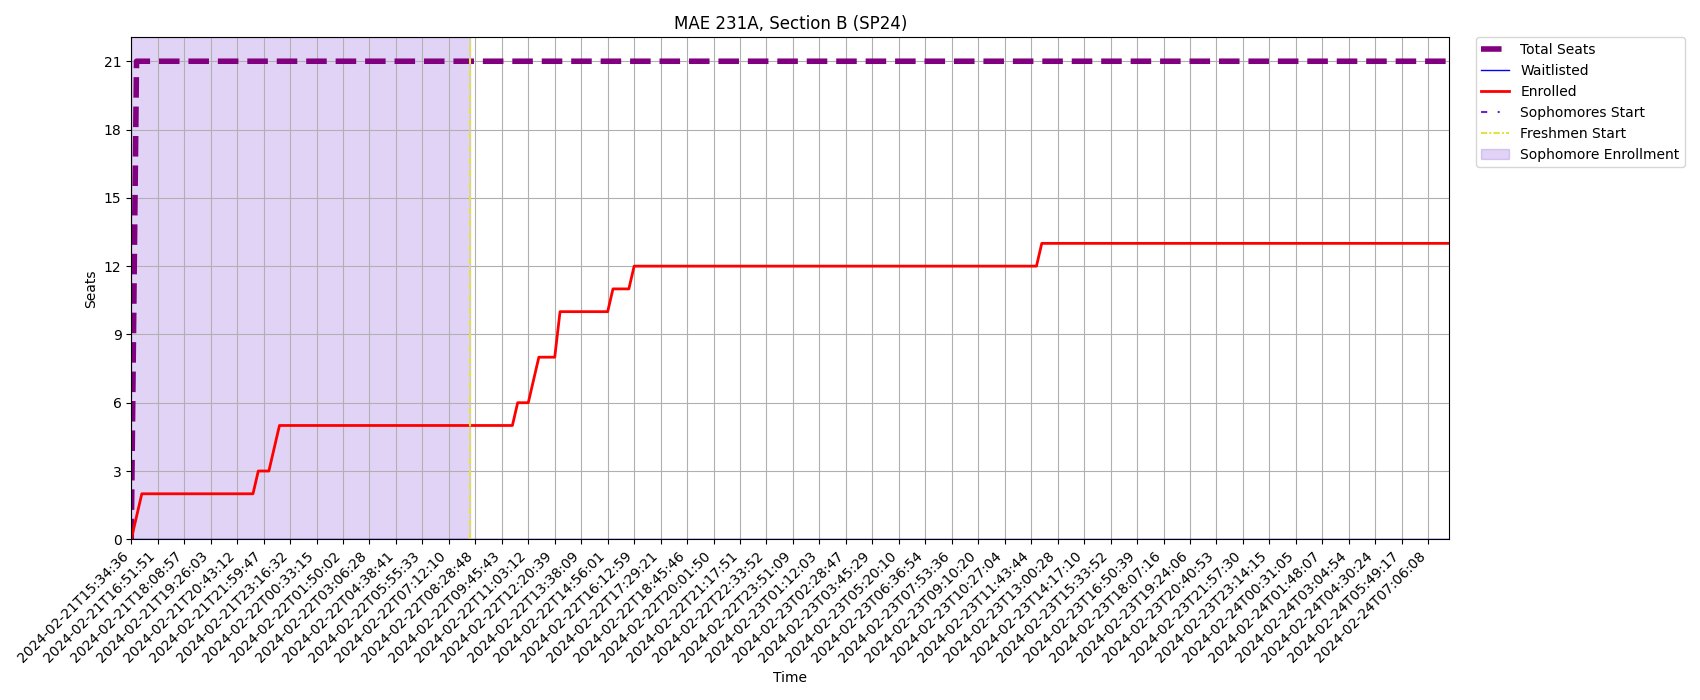 MAE 231A, Section B (SP24)
Total Seats
Waitlisted
Enrolled
Sophomores Start
Freshmen Start
Sophomore Enrollment
Seats
21
18
15
12
9
6
3
0
2024-02-21T15:34:36
2024-02-21T16:51:51
2024-02-21T18:08:57
2024-02-21T19:26:03
2024-02-21T20:43:12
2024-02-21T21:59:47
2024-02-21T23:16:32
2024-02-22T00:33:15
2024-02-22T01:50:02
2024-02-22T03:06:28
2024-02-22T04:38:41
2024-02-22T05:55:33
2024-02-22T07:12:10
2024-02-22T08:28:48
2024-02-22T09:45:43
2024-02-22T11:03:12
2024-02-22T12:20:39
2024-02-22T13:38:09
2024-02-22T14:56:01
2024-02-22T16:12:59
2024-02-22T17:29:21
2024-02-22T18:45:46
2024-02-22T20:01:50
2024-02-22T21:17:51
2024-02-22T22:33:52
2024-02-22T23:51:09
2024-02-23T01:12:03
2024-02-23T02:28:47
2024-02-23T03:45:29
2024-02-23T05:20:10
2024-02-23T06:36:54
2024-02-23T07:53:36
2024-02-23T09:10:20
2024-02-23T10:27:04
2024-02-23T11:43:44
2024-02-23T13:00:28
2024-02-23T14:17:10
2024-02-23T15:33:52
2024-02-23T16:50:39
2024-02-23T18:07:16
2024-02-23T19:24:06
2024-02-23T20:40:53
2024-02-23T21:57:30
2024-02-23T23:14:15
2024-02-24T00:31:05
2024-02-24T01:48:07
2024-02-24T03:04:54
2024-02-24T04:30:24
2024-02-24T05:49:17
2024-02-24T07:06:08
Time